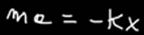 ma = -kx